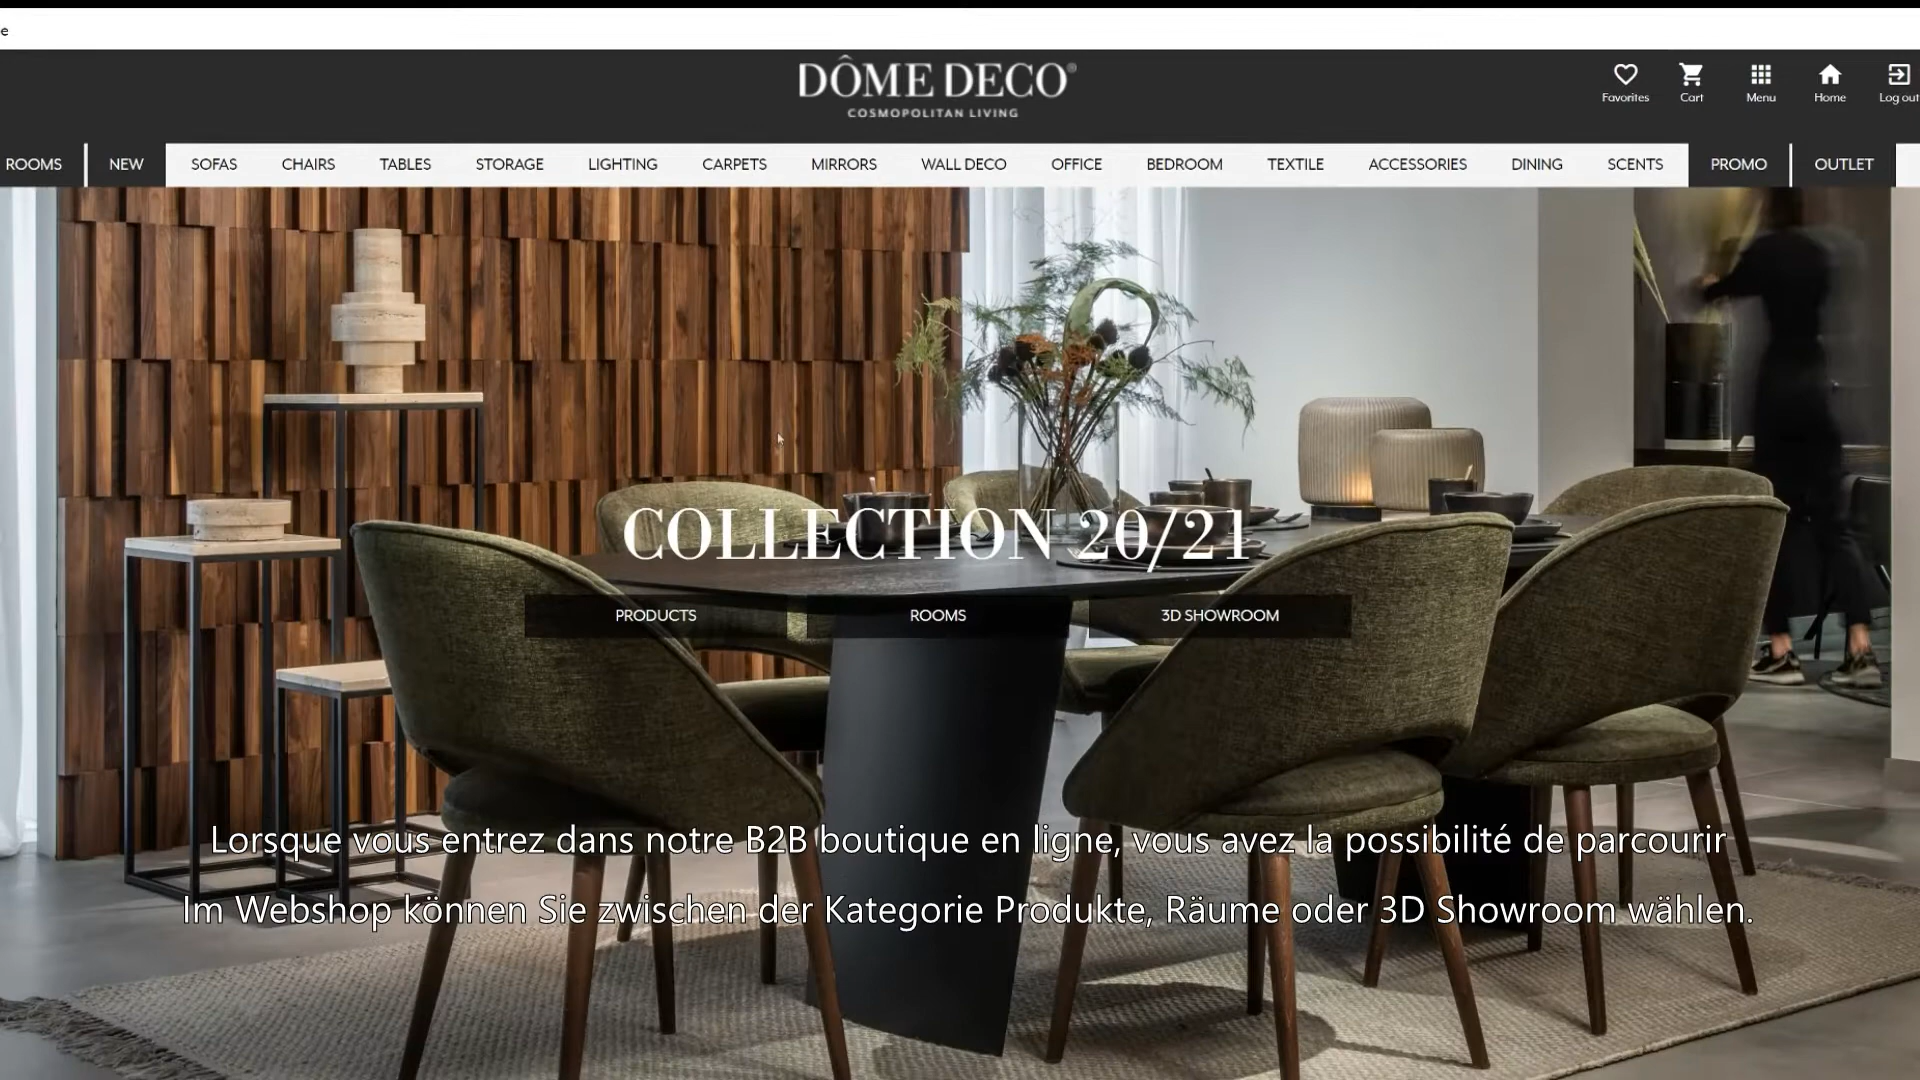 e
DÔME DECO®
COSMOPOLITAN LIVING
Favorites
Cart
Menu
Home
Log out
ROOMS
NEW
SOFAS
CHAIRS
TABLES
STORAGE
LIGHTING
CARPETS
MIRRORS
WALL DECO
OFFICE
BEDROOM
TEXTILE
ACCESSORIES
DINING
SCENTS
PROMO
OUTLET
COLLECTION 20/21
PRODUCTS
ROOMS
3D SHOWROOM
Lorsque vous entrez dans notre B2B boutique en ligne, vous avez la possibilité de parcourir
Im Webshop können Sie zwischen der Kategorie Produkte, Räume oder 3D Showroom wählen.